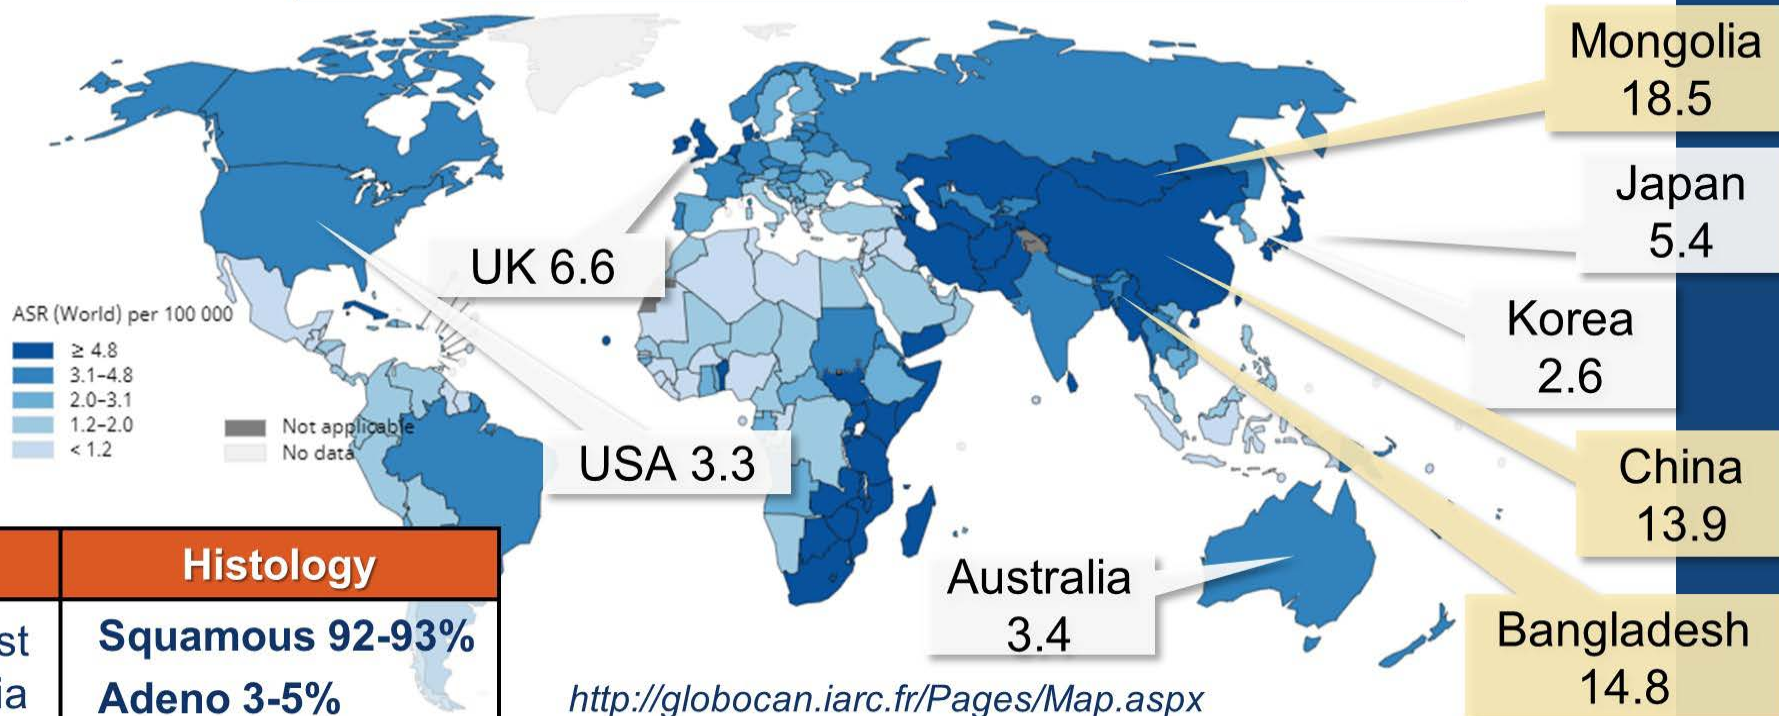 Mongolia
18.5
Japan
5.4
UK 6.6
Korea
2.6
ASR (World) per 100 000
≥ 4.8
3.1–4.8
2.0–3.1
1.2–2.0
< 1.2
Not applicable
No data
USA 3.3
China
13.9
Australia
3.4
Bangladesh
14.8
Histology
st
Squamous 92-93%
ia
Adeno 3-5%
http://globocan.iarc.fr/Pages/Map.aspx